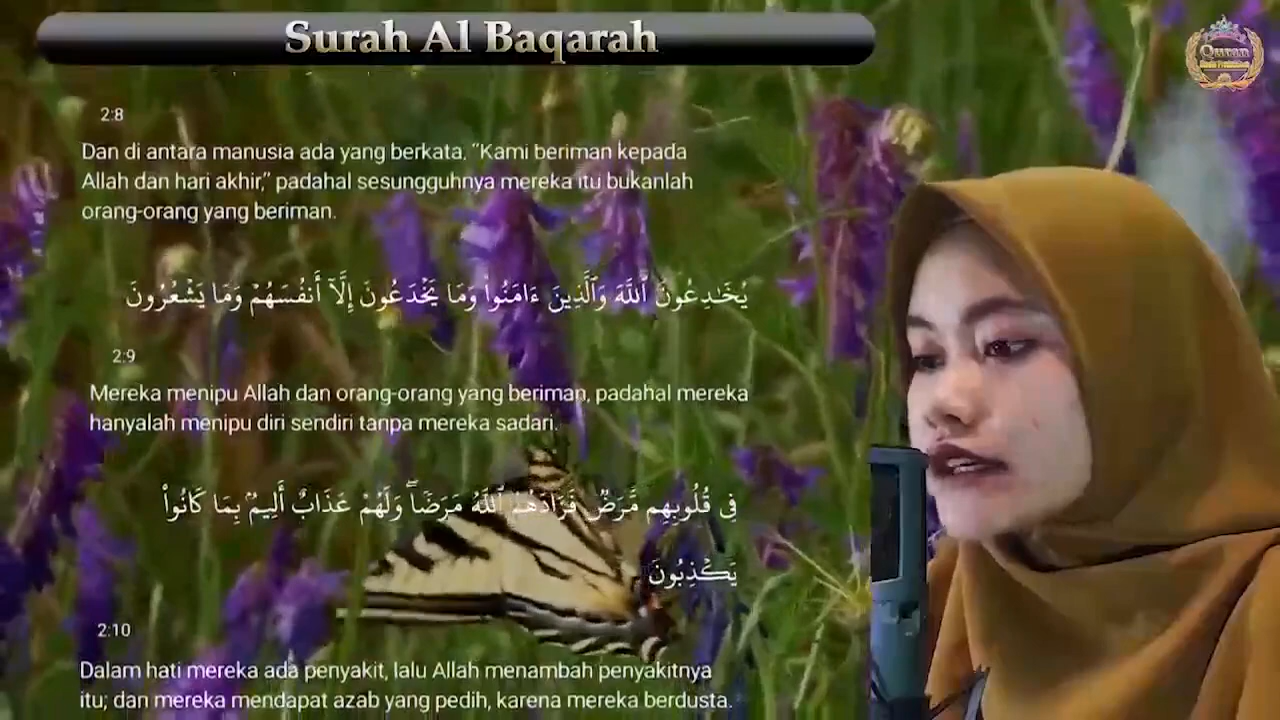 Surah Al Baqarah
Quran
2:8
Dan di antara manusia ada yang berkata, “Kami beriman kepada
Allah dan hari akhir,” padahal sesungguhnya mereka itu bukanlah
orang-orang yang beriman.
يُخَـٰدِعُونَ ٱللَّهَ وَٱلَّذِينَ ءَامَنُوا۟ وَمَا يَخْدَعُونَ إِلَّآ أَنفُسَهُمْ وَمَا يَشْعُرُونَ
2:9
Mereka menipu Allah dan orang-orang yang beriman, padahal mereka
hanyalah menipu diri sendiri tanpa mereka sadari.
فِى قُلُوبِهِم مَّرَضٌ فَزَادَهُمُ ٱللَّهُ مَرَضًا ۖ وَلَهُمْ عَذَابٌ أَلِيمٌۢ بِمَا كَانُوا۟
يَكْذِبُونَ
2:10
Dalam hati mereka ada penyakit, lalu Allah menambah penyakitnya
itu; dan mereka mendapat azab yang pedih, karena mereka berdusta.